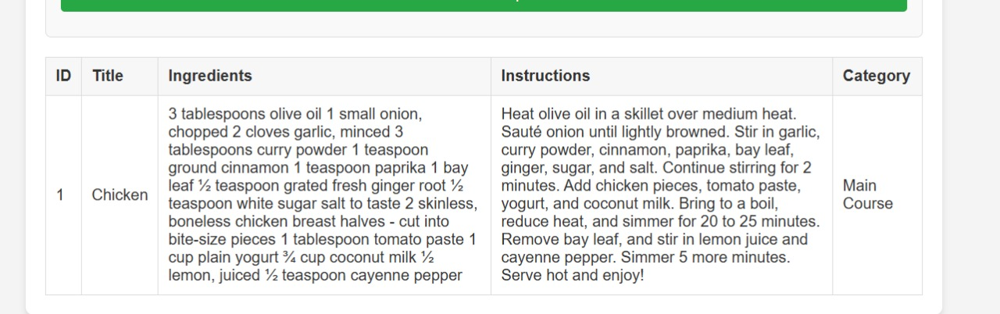 ID Title Ingredients Instructions Category
1
Chicken
3 tablespoons olive oil 1 small onion,
chopped 2 cloves garlic, minced 3
tablespoons curry powder 1 teaspoon
ground cinnamon 1 teaspoon paprika 1 bay
leaf ½ teaspoon grated fresh ginger root ½
teaspoon white sugar salt to taste 2 skinless,
boneless chicken breast halves - cut into
bite-size pieces 1 tablespoon tomato paste 1
cup plain yogurt ¾ cup coconut milk ½
lemon, juiced ½ teaspoon cayenne pepper
Heat olive oil in a skillet over medium heat.
Sauté onion until lightly browned. Stir in garlic,
curry powder, cinnamon, paprika, bay leaf,
ginger, sugar, and salt. Continue stirring for 2
minutes. Add chicken pieces, tomato paste,
yogurt, and coconut milk. Bring to a boil,
reduce heat, and simmer for 20 to 25 minutes.
Remove bay leaf, and stir in lemon juice and
cayenne pepper. Simmer 5 more minutes.
Serve hot and enjoy!
Main
Course